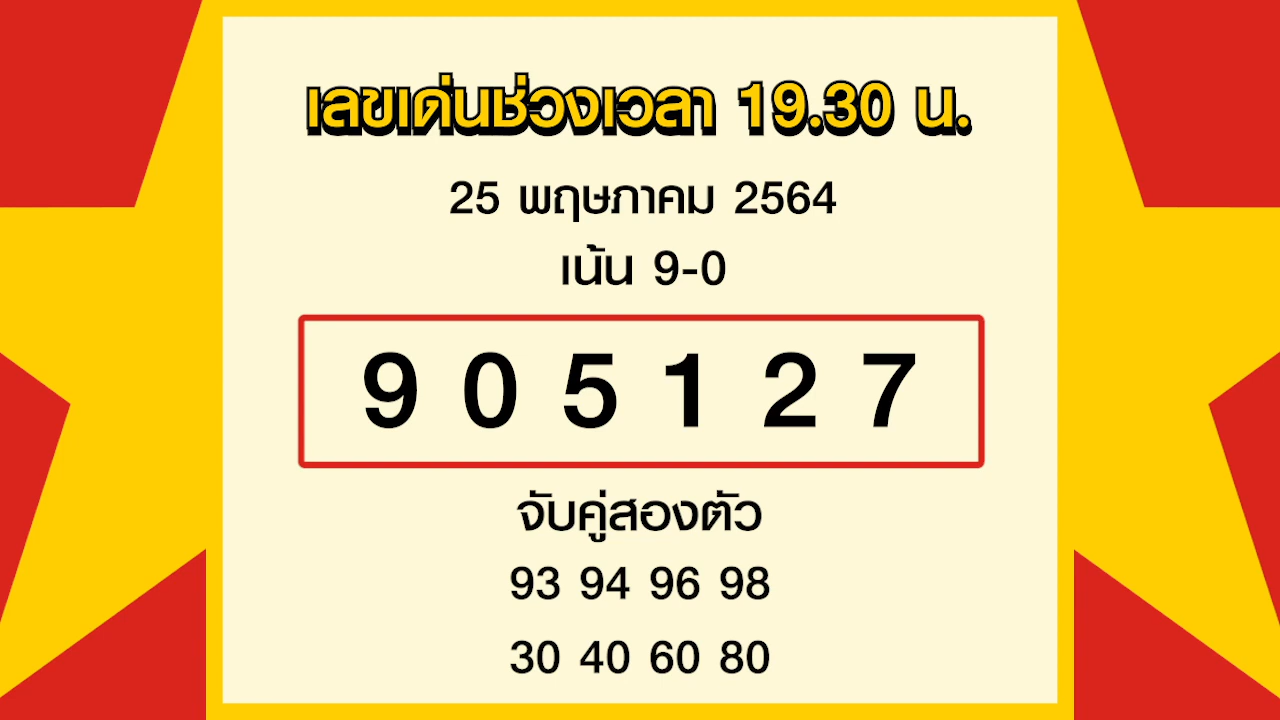 เลขเด่นช่วงเวลา 19.30 น.
25 พฤษภาคม 2564
เน้น 9-0
9 0 5 1 2 7
จับคู่สองตัว
93 94 96 98
30 40 60 80